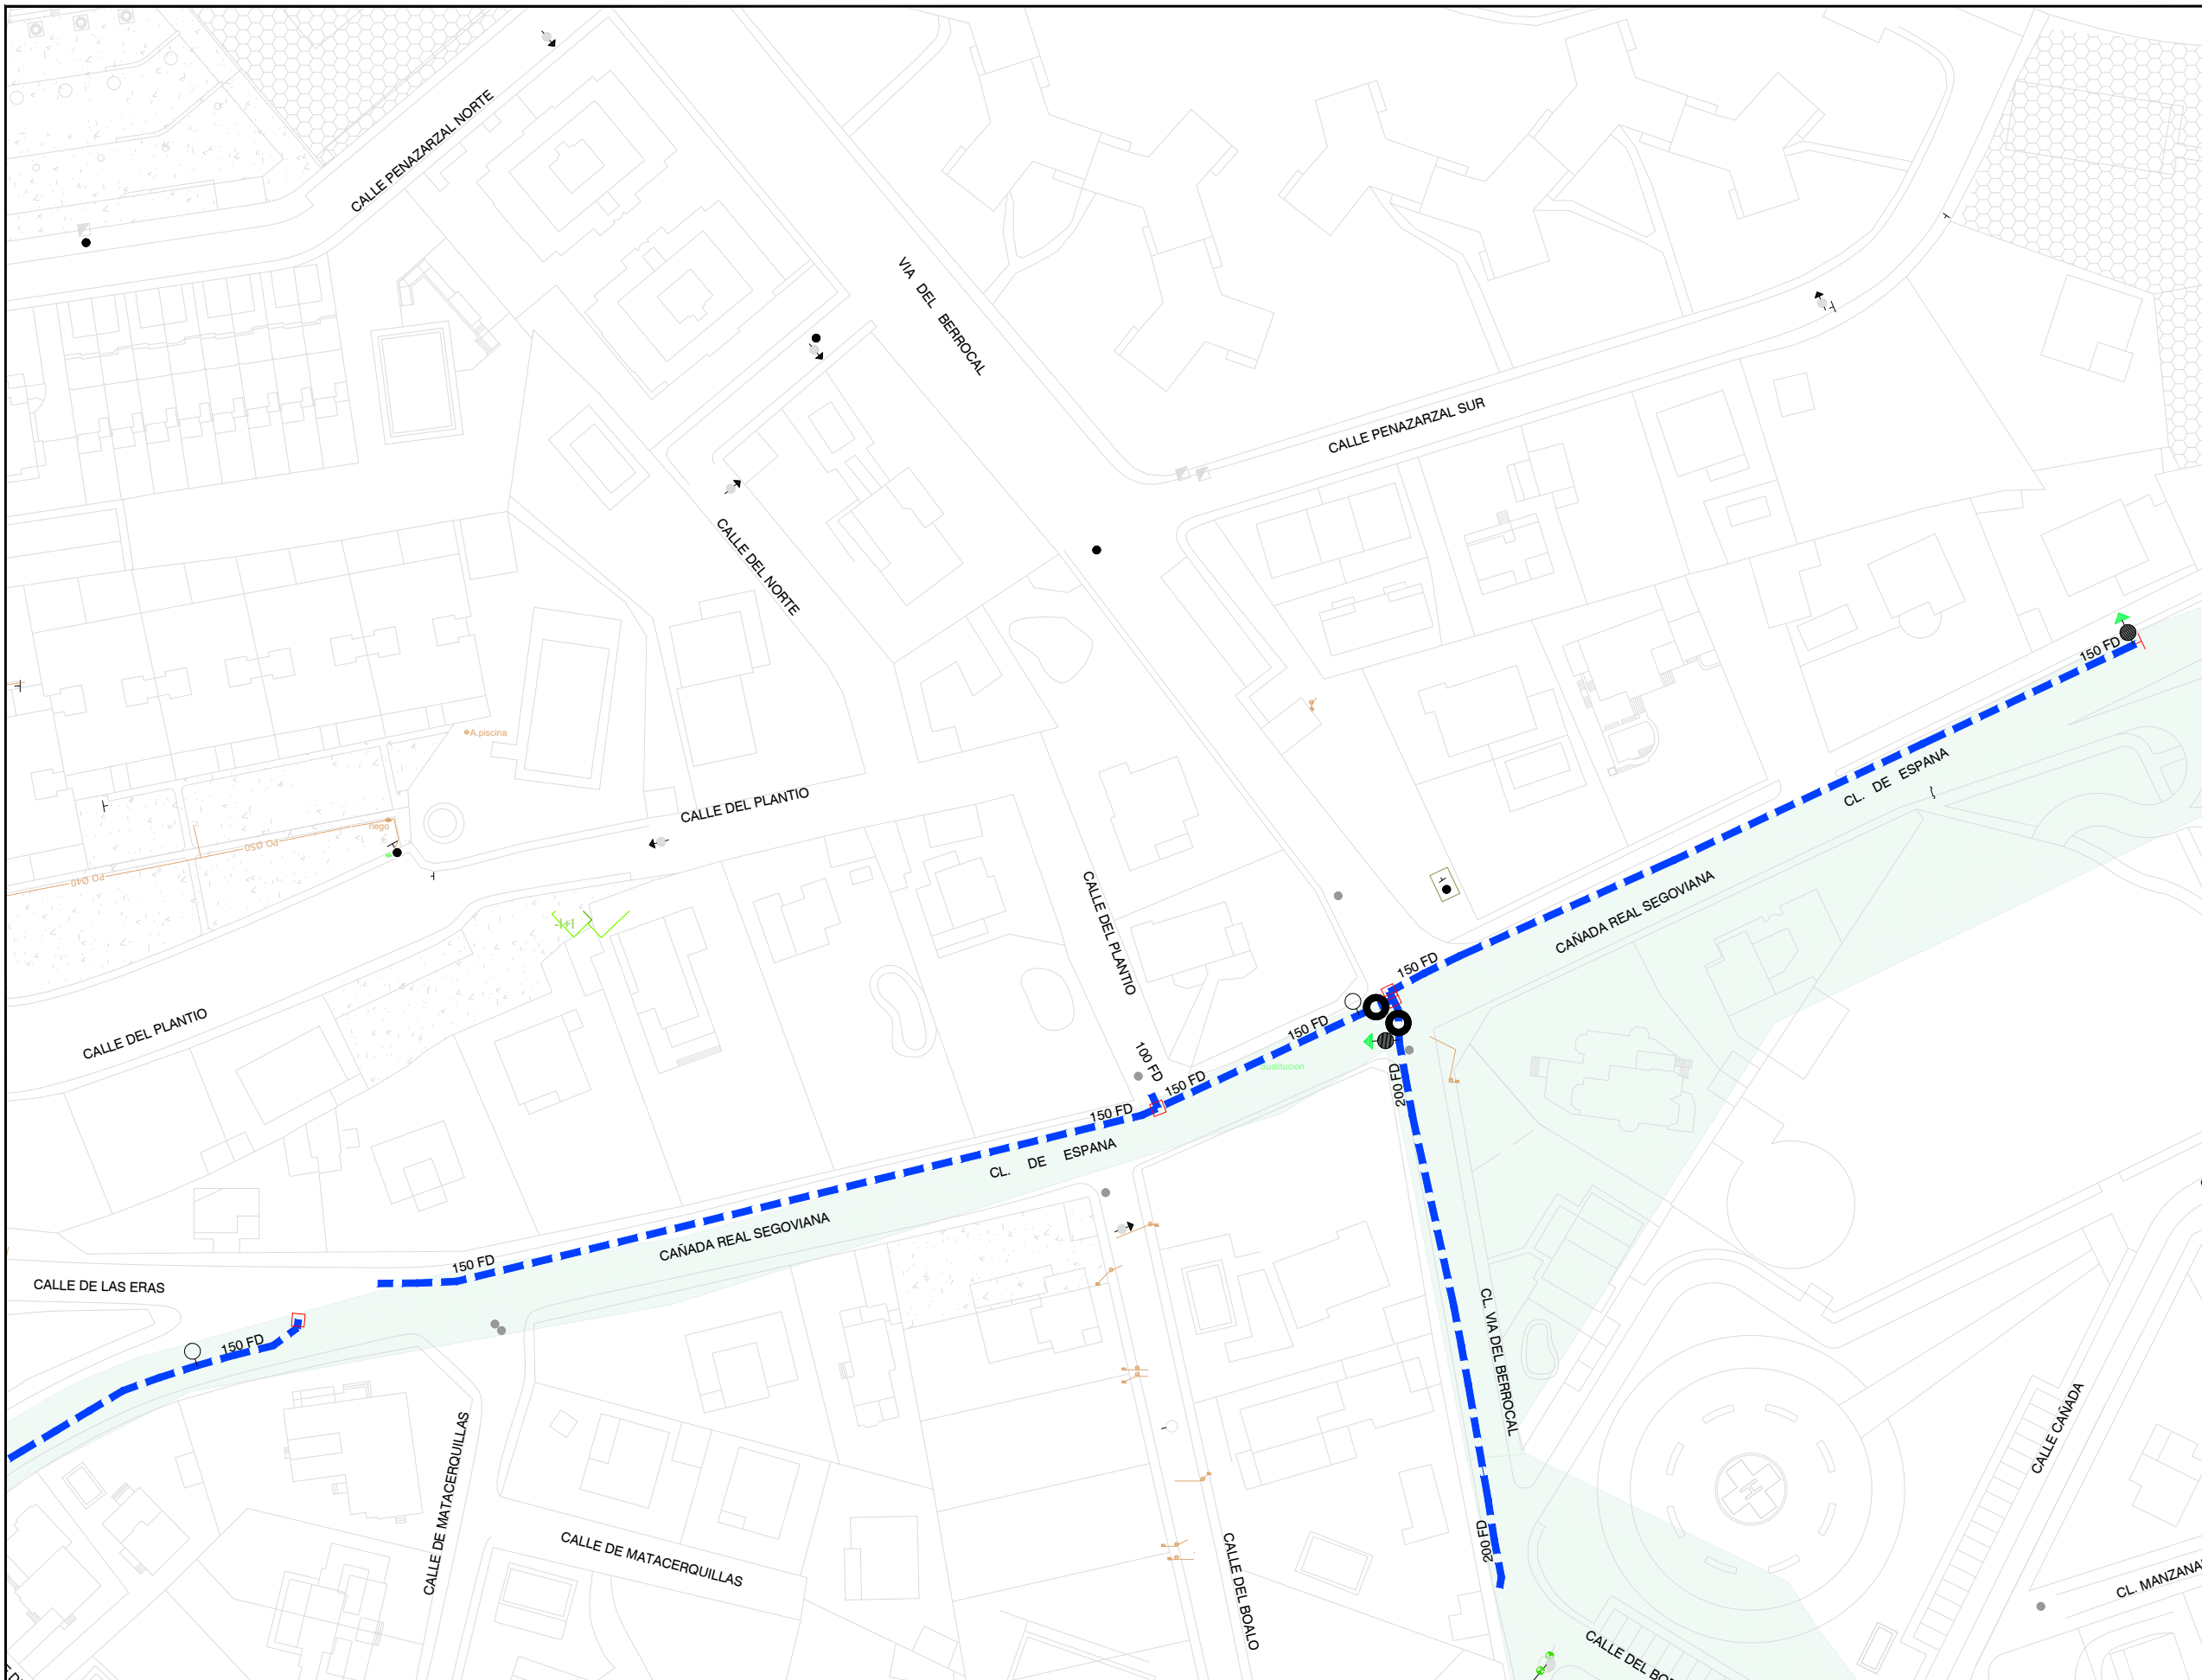 CALLE PENAZARZAL NORTE
VIA DEL BERROCAL
CALLE PENAZARZAL SUR
CALLE DEL NORTE
150 FD
A.piscina
CL. DE ESPANA
CALLE DEL PLANTIO
riego
PO Ø50
PO Ø40
CAÑADA REAL SEGOVIANA
CALLE DEL PLANTIO
150 FD
CALLE DEL PLANTIO
150 FD
100 FD
Sustitucion
200 FD
150 FD
150 FD
CL. DE ESPANA
CAÑADA REAL SEGOVIANA
150 FD
CALLE DE LAS ERAS
150 FD
CL. VIA DEL BERROCAL
CALLE CAÑADA
CALLE DE MATACERQUILLAS
CALLE DE MATACERQUILLAS
200 FD
CALLE DEL BOALO
CL. MANZANA
CALLE DEL BO